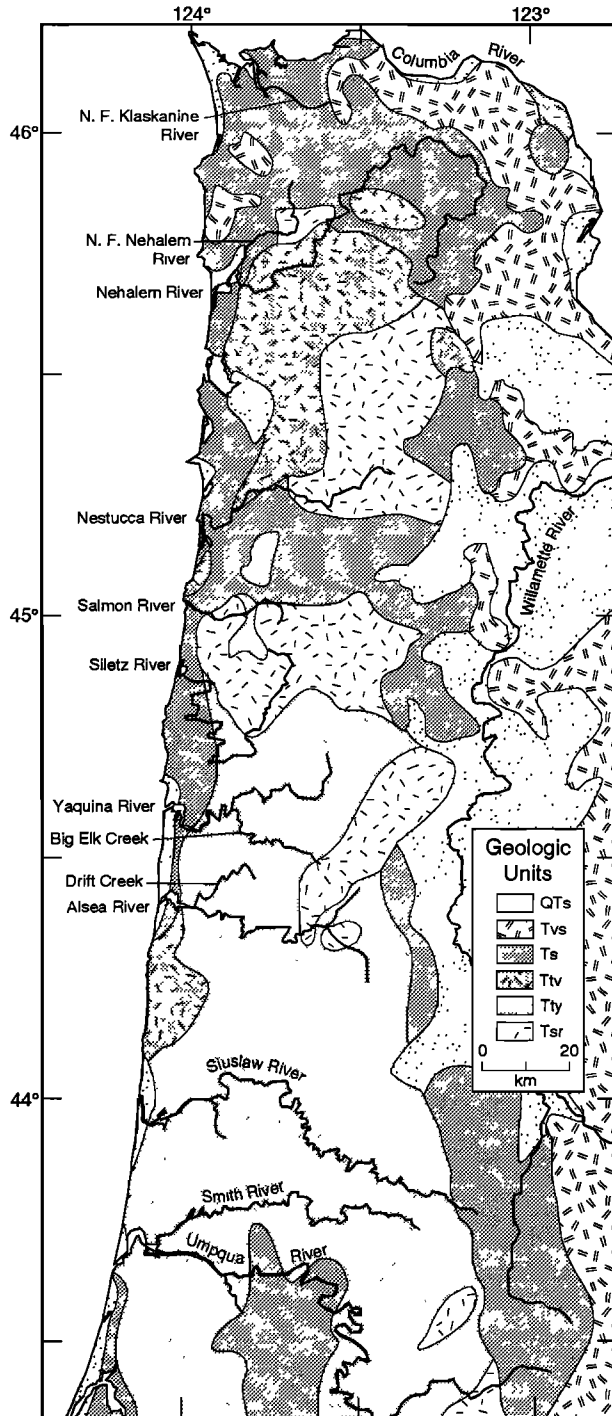 124°
123°
Columbia River
N. F. Klaskanine
River
46°
N. F. Nehalem
River
Nehalem River
Nestucca River
Willamette River
Salmon River
45°
Siletz River
Yaquina River
Big Elk Creek
Drift Creek
Alsea River
Geologic
Units
QTs
Tvs
Ts
Ttv
Tty
Tsr
0 20
km
Siuslaw River
44°
Smith River
Umpqua River